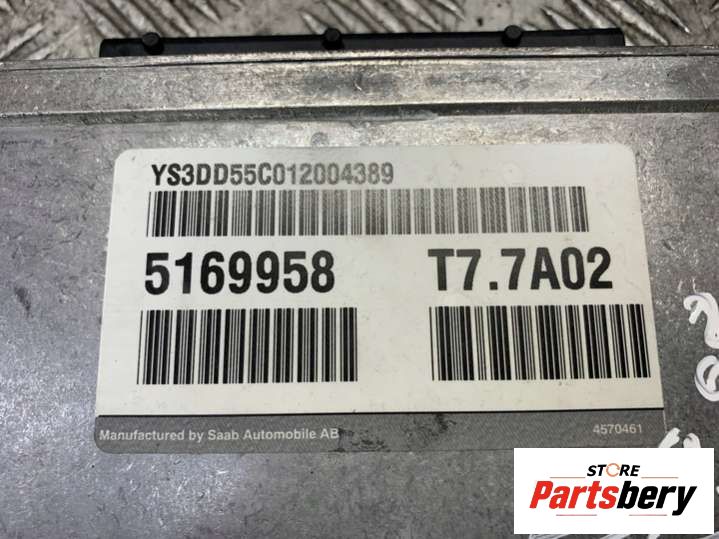 YS3DD55C012004389
5169958 T7.7A02
Manufactured by Saab Automobile AB 4570461
STORE
Partsbery